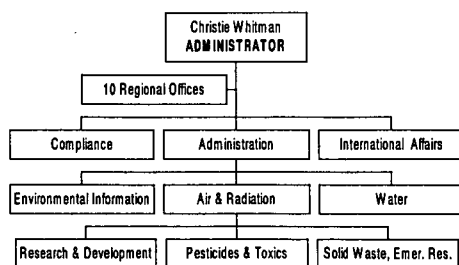 Christie Whitman
ADMINISTRATOR
10 Regional Offices
Compliance
Administration
International Affairs
Environmental Information
Air & Radiation
Water
Research & Development
Pesticides & Toxics
Solid Waste, Emer. Res.